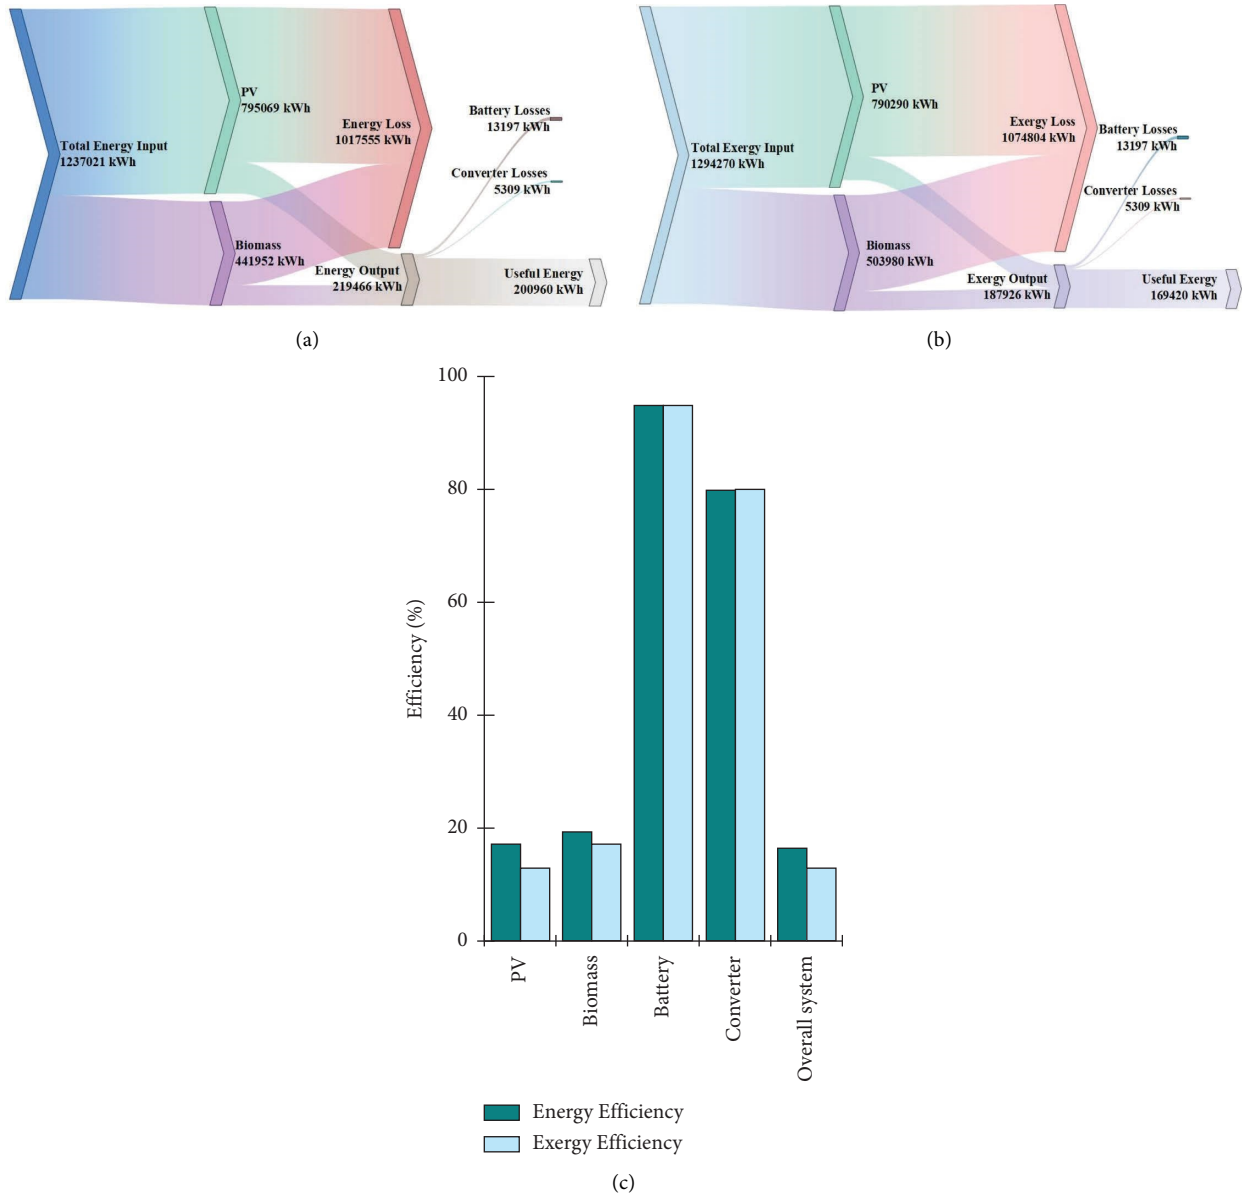 Total Energy Input
1237021 kWh
PV
795069 kWh
Biomass
441952 kWh
Energy Loss
1017555 kWh
Energy Output
219466 kWh
Battery Losses
13197 kWh
Converter Losses
5309 kWh
Useful Energy
200960 kWh
(a)
Total Exergy Input
1294270 kWh
PV
790290 kWh
Biomass
503980 kWh
Exergy Loss
1074804 kWh
Exergy Output
187926 kWh
Battery Losses
13197 kWh
Converter Losses
5309 kWh
Useful Exergy
169420 kWh
(b)
Efficiency (%)
100
80
60
40
20
0
PV
Biomass
Battery
Converter
Overall system
Energy Efficiency
Exergy Efficiency
(c)